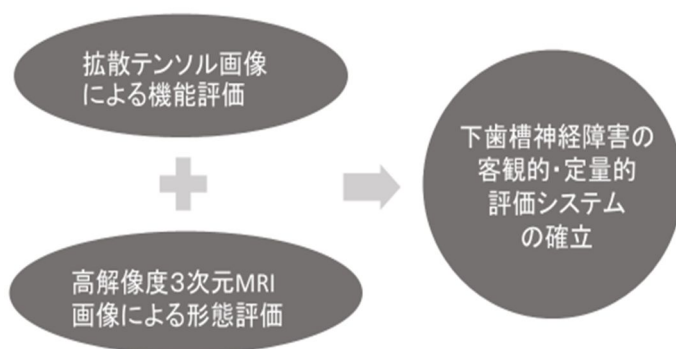 拡散テンソル画像
による機能評価
高解像度3次元MRI
画像による形態評価
下歯槽神経障害の
客観的・定量的
評価システム
の確立